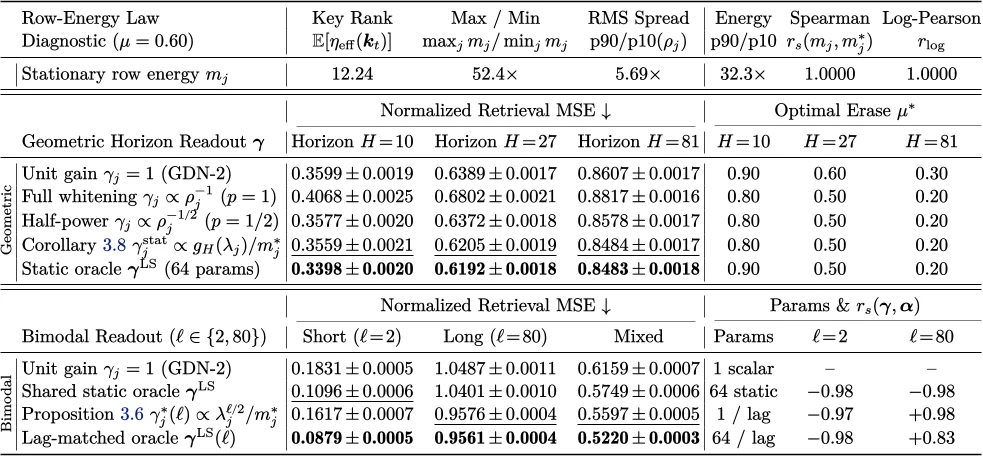 Row-Energy Law Key Rank Max / Min RMS Spread Energy Spearman Log-Pearson
Diagnostic (μ = 0.60) 𝔼[η_eff(k_t)] max_j m_j / min_j m_j p90/p10(ρ_j) p90/p10 r_s(m_j, m_j^*) r_log
Stationary row energy m_j 12.24 52.4× 5.69× 32.3× 1.0000 1.0000
Normalized Retrieval MSE ↓ Optimal Erase μ*
Geometric Horizon Readout γ Horizon H=10 Horizon H=27 Horizon H=81 H=10 H=27 H=81
Geometric
Unit gain γ_j = 1 (GDN-2) 0.3599 ± 0.0019 0.6389 ± 0.0017 0.8607 ± 0.0017 0.90 0.60 0.30
Full whitening γ_j ∝ ρ_j^{-1} (p = 1) 0.4068 ± 0.0025 0.6802 ± 0.0021 0.8817 ± 0.0016 0.80 0.50 0.20
Half-power γ_j ∝ ρ_j^{-1/2} (p = 1/2) 0.3577 ± 0.0020 0.6372 ± 0.0018 0.8578 ± 0.0017 0.80 0.50 0.20
Corollary 3.8 γ_j^stat ∝ g_H(λ_j)/m_j^* 0.3559 ± 0.0021 0.6205 ± 0.0019 0.8484 ± 0.0017 0.80 0.50 0.20
Static oracle γ^LS (64 params) 0.3398 ± 0.0020 0.6192 ± 0.0018 0.8483 ± 0.0018 0.90 0.50 0.20
Normalized Retrieval MSE ↓ Params & r_s(γ, α)
Bimodal Readout (ℓ ∈ {2, 80}) Short (ℓ=2) Long (ℓ=80) Mixed Params ℓ=2 ℓ=80
Bimodal
Unit gain γ_j = 1 (GDN-2) 0.1831 ± 0.0005 1.0487 ± 0.0011 0.6159 ± 0.0007 1 scalar – –
Shared static oracle γ^LS 0.1096 ± 0.0006 1.0401 ± 0.0010 0.5749 ± 0.0006 64 static −0.98 −0.98
Proposition 3.6 γ_j^*(ℓ) ∝ λ_j^{ℓ/2}/m_j^* 0.1617 ± 0.0007 0.9576 ± 0.0004 0.5597 ± 0.0005 1 / lag −0.97 +0.98
Lag-matched oracle γ^LS(ℓ) 0.0879 ± 0.0005 0.9561 ± 0.0004 0.5220 ± 0.0003 64 / lag −0.98 +0.83